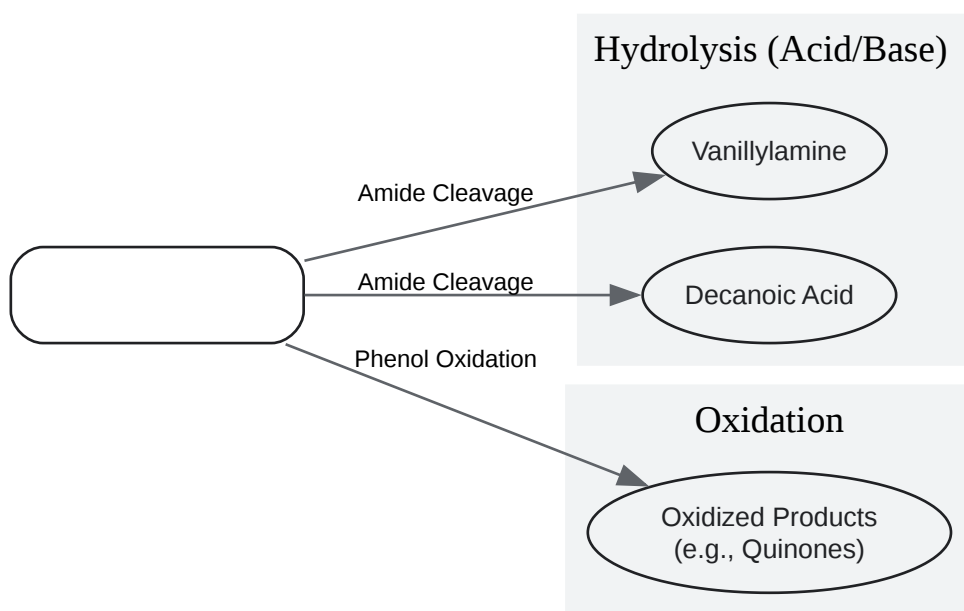 Hydrolysis (Acid/Base)
Vanillylamine
Amide Cleavage
Amide Cleavage
Decanoic Acid
Phenol Oxidation
Oxidation
Oxidized Products
(e.g., Quinones)